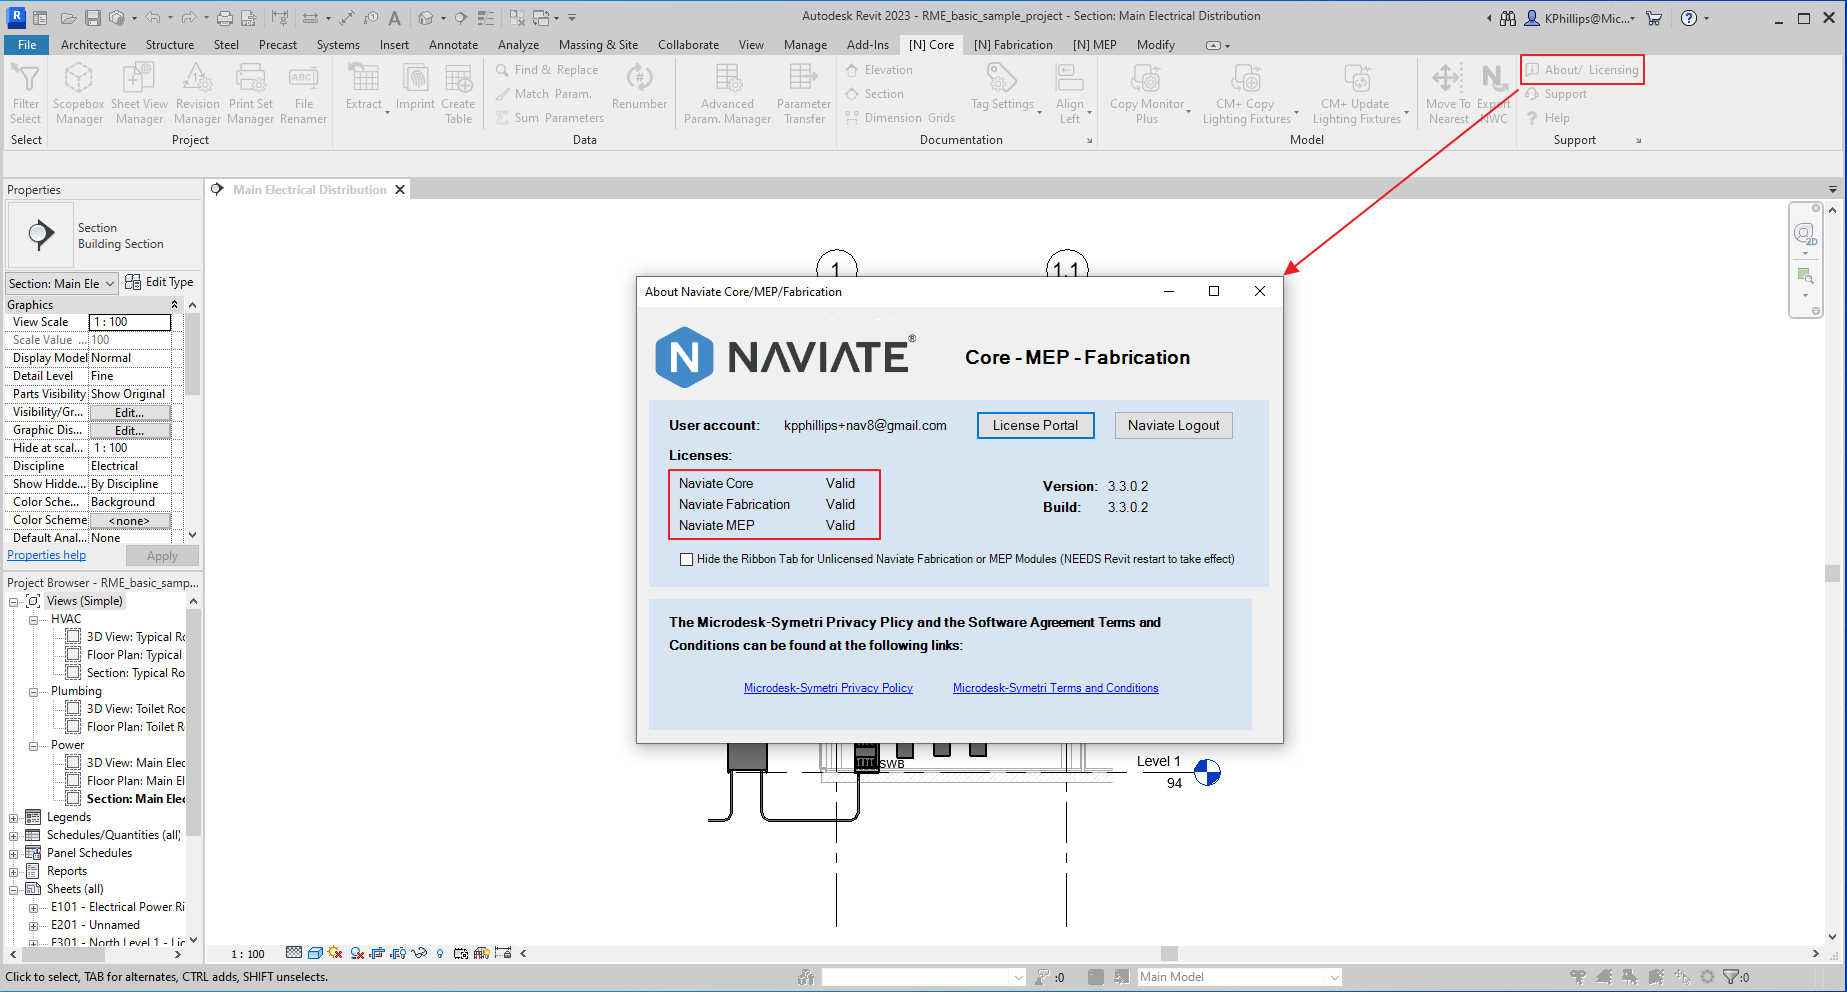 Autodesk Revit 2023 - RME_basic_sample_project - Section: Main Electrical Distribution
KPhillips@Mic...
File Architecture Structure Steel Precast Systems Insert Annotate Analyze Massing & Site Collaborate View Manage Add-Ins [N] Core [N] Fabrication [N] MEP Modify
Filter Select
Scopebox Manager
Sheet View Manager
Revision Manager
Print Set Manager
File Renamer
Extract
Imprint
Create Table
Find & Replace
Match Param.
Sum Parameters
Renumber
Advanced Param. Manager
Parameter Transfer
Elevation
Section
Dimension Grids
Tag Settings
Align Left
Copy Monitor Plus
CM+ Copy Lighting Fixtures
CM+ Update Lighting Fixtures
Move To Nearest
Export NWC
About/ Licensing
Support
Help
Select Project Data Documentation Model Support
Properties
Main Electrical Distribution
Section
Building Section
Section: Main Ele
Edit Type
Graphics
View Scale 1 : 100
Scale Value ... 100
Display Model Normal
Detail Level Fine
Parts Visibility Show Original
Visibility/Gr... Edit...
Graphic Dis... Edit...
Hide at scal... 1 : 100
Discipline Electrical
Show Hidde... By Discipline
Color Sche... Background
Color Scheme <none>
Default Anal... None
Properties help
Apply
Project Browser - RME_basic_samp...
Views (Simple)
HVAC
3D View: Typical Ro
Floor Plan: Typical
Section: Typical Ro
Plumbing
3D View: Toilet Roo
Floor Plan: Toilet R
Power
3D View: Main Elec
Floor Plan: Main El
Section: Main Elec
Legends
Schedules/Quantities (all)
Panel Schedules
Reports
Sheets (all)
E101 - Electrical Power Ri
E201 - Unnamed
E301 - North Level 1 - Lig
1
1.1
2D
About Naviate Core/MEP/Fabrication
N NAVIATE®
Core - MEP - Fabrication
User account: kpphillips+nav8@gmail.com
License Portal
Naviate Logout
Licenses:
Naviate Core Valid
Naviate Fabrication Valid
Naviate MEP Valid
Version: 3.3.0.2
Build: 3.3.0.2
Hide the Ribbon Tab for Unlicensed Naviate Fabrication or MEP Modules (NEEDS Revit restart to take effect)
The Microdesk-Symetri Privacy Plicy and the Software Agreement Terms and
Conditions can be found at the following links:
Microdesk-Symetri Privacy Policy
Microdesk-Symetri Terms and Conditions
SWB
Level 1
94
1 : 100
Click to select, TAB for alternates, CTRL adds, SHIFT unselects.
:0
Main Model
:0